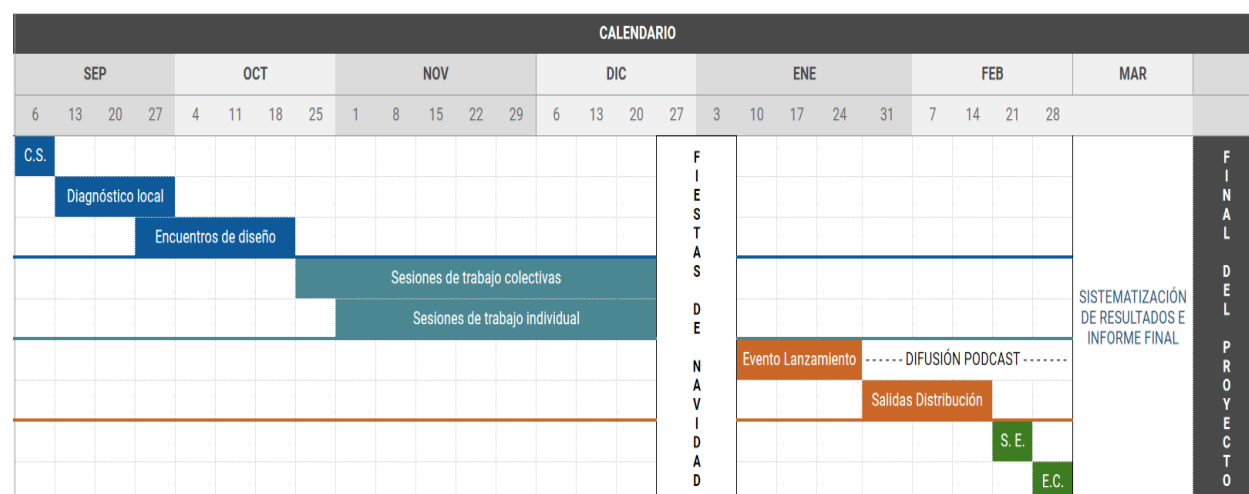 CALENDARIO
SEP OCT NOV DIC ENE FEB MAR
6 13 20 27 4 11 18 25 1 8 15 22 29 6 13 20 27 3 10 17 24 31 7 14 21 28
C.S.
Diagnóstico local
Encuentros de diseño
Sesiones de trabajo colectivas
Sesiones de trabajo individual
FIESTAS DE NAVIDAD
Evento Lanzamiento ------ DIFUSIÓN PODCAST -------
Salidas Distribución
S. E.
E.C.
SISTEMATIZACIÓN
DE RESULTADOS E
INFORME FINAL
FINAL DEL PROYECTO